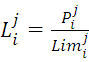 L_i^j = P_i^j / Lim_i^j